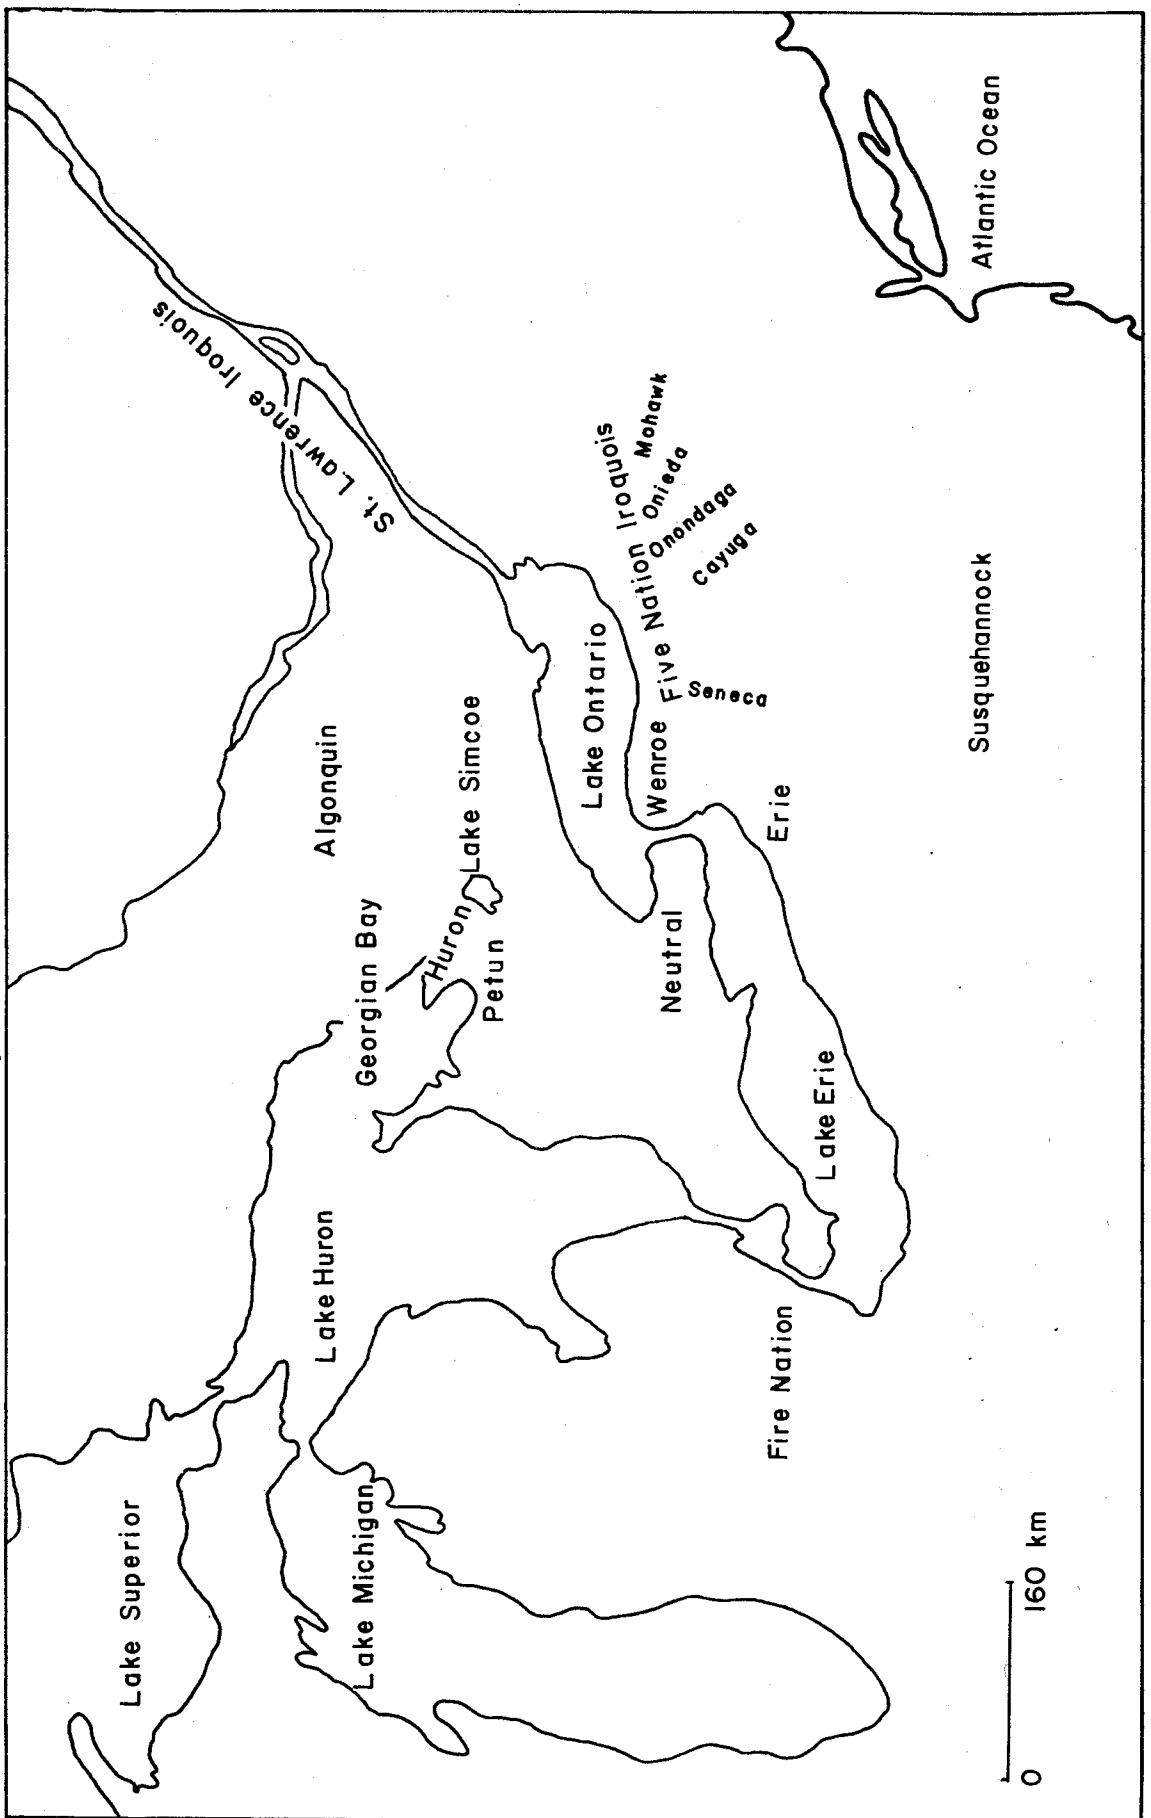 Lake Superior
Lake Michigan
Lake Huron
Georgian Bay
Algonquin
St. Lawrence Iroquois
Huron
Lake Simcoe
Petun
Lake Ontario
Neutral
Wenroe
Five Nation Iroquois
Seneca
Cayuga
Onondaga
Onieda
Mohawk
Fire Nation
Lake Erie
Erie
Susquehannock
Atlantic Ocean
0 160 km